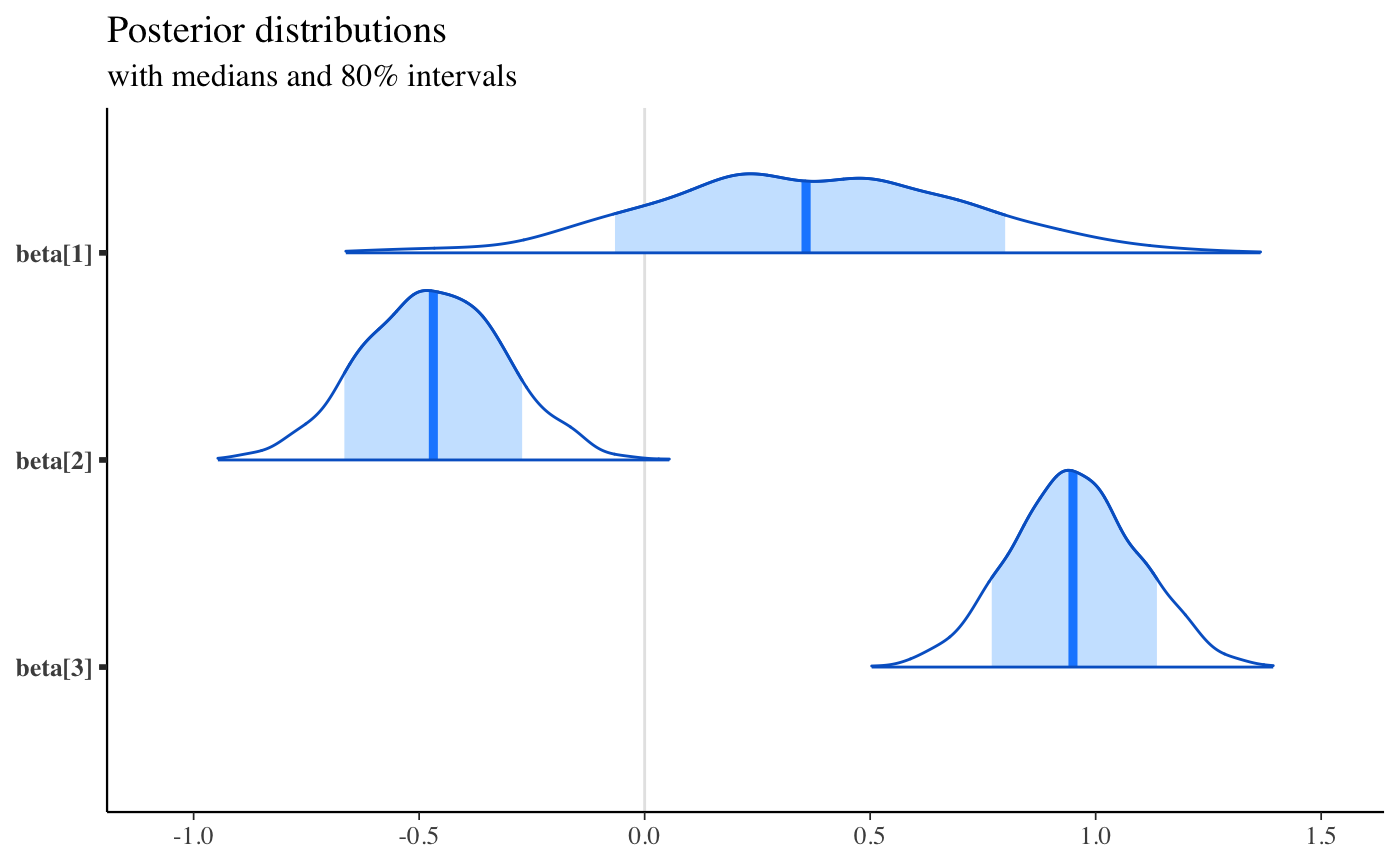 Posterior distributions
with medians and 80% intervals
beta[1]
beta[2]
beta[3]
-1.0 -0.5 0.0 0.5 1.0 1.5